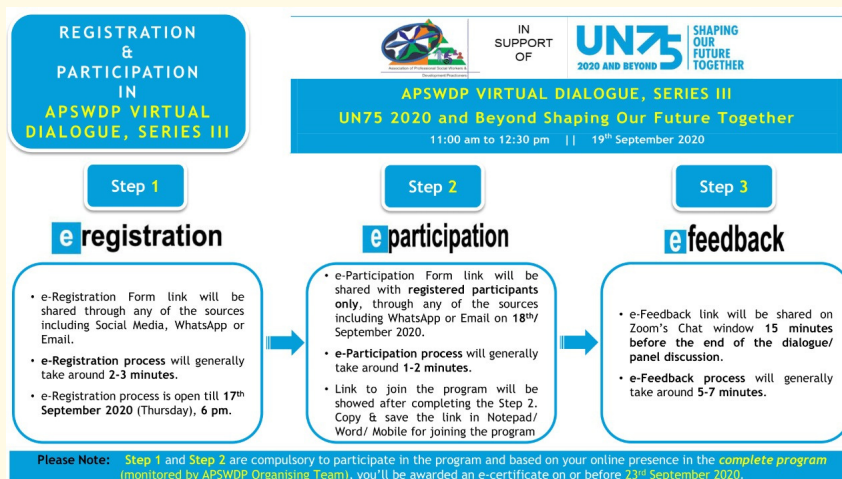 REGISTRATION
&
PARTICIPATION
IN
APSWDP VIRTUAL
DIALOGUE, SERIES III
Association of Professional Social Workers &
Development Practitioners
IN
SUPPORT
OF
UN75
2020 AND BEYOND
SHAPING
OUR
FUTURE
TOGETHER
APSWDP VIRTUAL DIALOGUE, SERIES III
UN75 2020 and Beyond Shaping Our Future Together
11:00 am to 12:30 pm || 19th September 2020
Step 1
e registration
• e-Registration Form link will be
shared through any of the sources
including Social Media, WhatsApp or
Email.
• e-Registration process will generally
take around 2-3 minutes.
• e-Registration process is open till 17th
September 2020 (Thursday), 6 pm.
Step 2
e participation
• e-Participation Form link will be
shared with registered participants
only, through any of the sources
including WhatsApp or Email on 18th/
September 2020.
• e-Participation process will generally
take around 1-2 minutes.
• Link to join the program will be
showed after completing the Step 2.
Copy & save the link in Notepad/
Word/ Mobile for joining the program
Step 3
e feedback
• e-Feedback link will be shared on
Zoom's Chat window 15 minutes
before the end of the dialogue/
panel discussion.
• e-Feedback process will generally
take around 5-7 minutes.
Please Note: Step 1 and Step 2 are compulsory to participate in the program and based on your online presence in the complete program
(monitored by APSWDP Organising Team), you'll be awarded an e-certificate on or before 23rd September 2020.